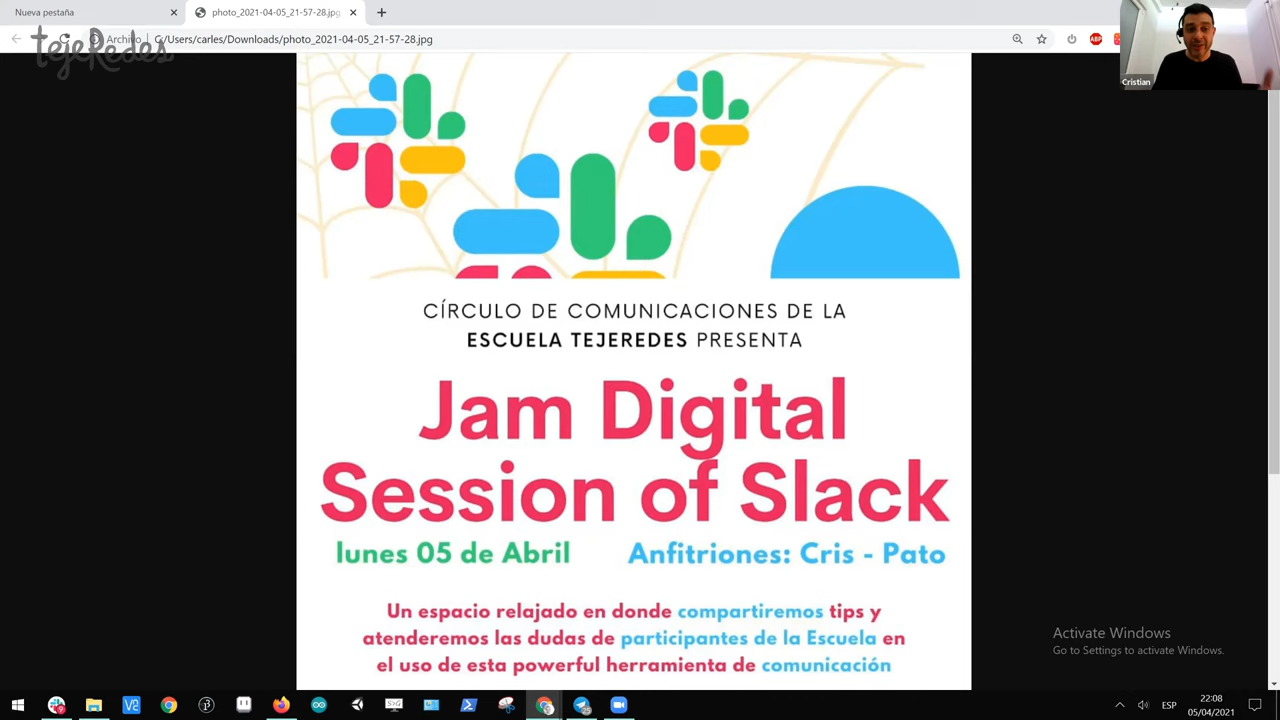 Nueva pestaña
photo_2021-04-05_21-57-28.jpg
tejeRedes
Archivo
C:/Users/carles/Downloads/photo_2021-04-05_21-57-28.jpg
ABP
Cristian
CÍRCULO DE COMUNICACIONES DE LA
ESCUELA TEJEREDES PRESENTA
Jam Digital
Session of Slack
lunes 05 de Abril
Anfitriones: Cris - Pato
Un espacio relajado en donde compartiremos tips y
atenderemos las dudas de participantes de la Escuela en
el uso de esta powerful herramienta de comunicación
Activate Windows
Go to Settings to activate Windows.
ESP
22:08
05/04/2021